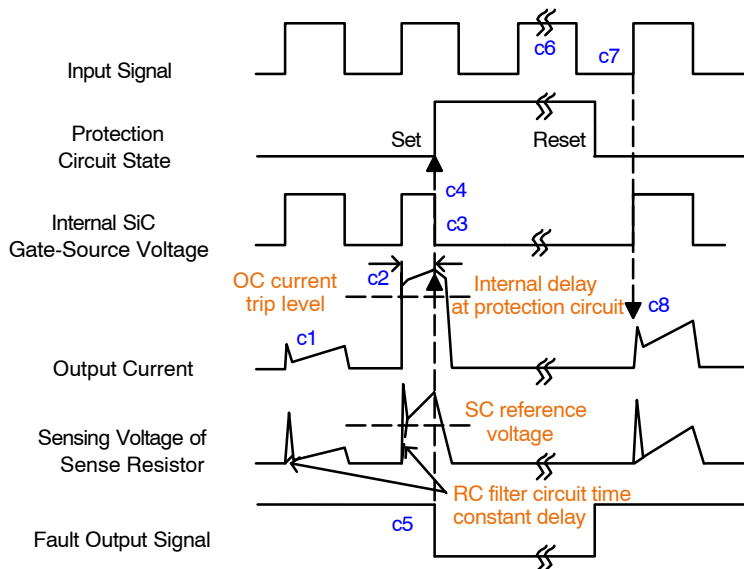 c6
c7
Input Signal
Protection
Circuit State
Set
Reset
c4
c3
Internal SiC
Gate-Source Voltage
c2
OC current
trip level
Internal delay
at protection circuit
c8
c1
Output Current
SC reference
voltage
Sensing Voltage of
Sense Resistor
RC filter circuit time
constant delay
c5
Fault Output Signal